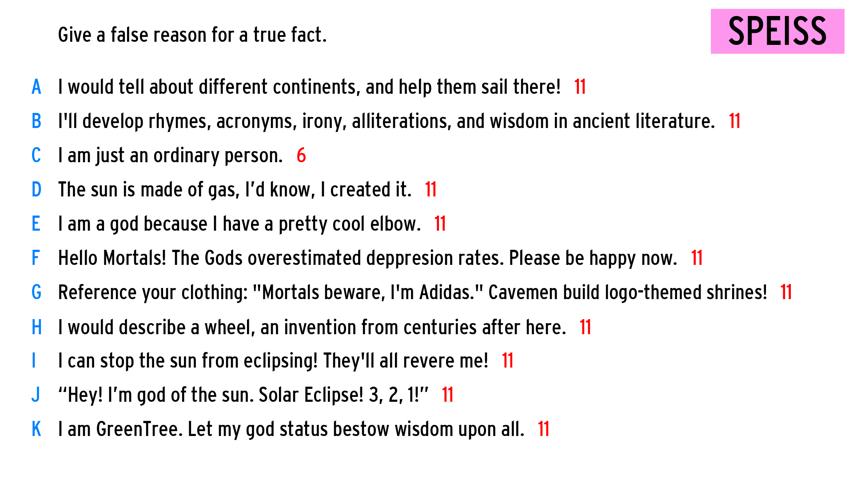 SPEISS
Give a false reason for a true fact.
A I would tell about different continents, and help them sail there! 11
B I'll develop rhymes, acronyms, irony, alliterations, and wisdom in ancient literature. 11
C I am just an ordinary person. 6
D The sun is made of gas, I'd know, I created it. 11
E I am a god because I have a pretty cool elbow. 11
F Hello Mortals! The Gods overestimated deppresion rates. Please be happy now. 11
G Reference your clothing: "Mortals beware, I'm Adidas." Cavemen build logo-themed shrines! 11
H I would describe a wheel, an invention from centuries after here. 11
I I can stop the sun from eclipsing! They'll all revere me! 11
J “Hey! I’m god of the sun. Solar Eclipse! 3, 2, 1!” 11
K I am GreenTree. Let my god status bestow wisdom upon all. 11